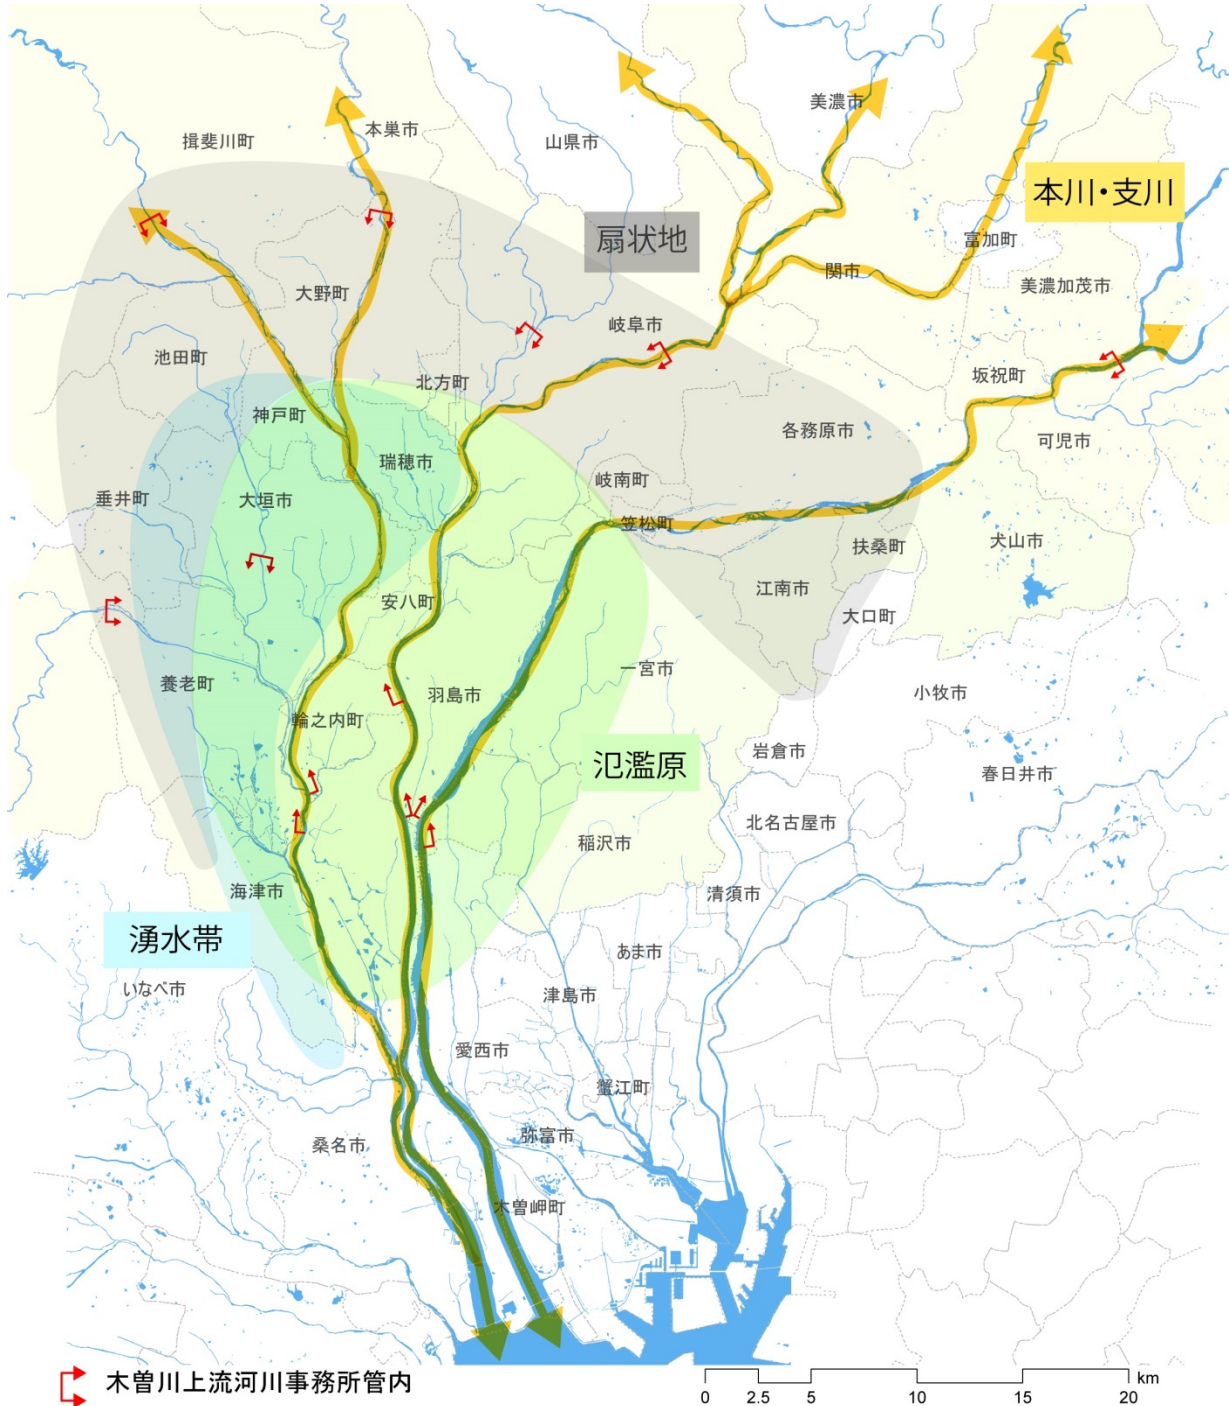 美濃市
本巣市
揖斐川町
山県市
本川・支川
扇状地
富加町
関市
美濃加茂市
大野町
岐阜市
池田町
坂祝町
北方町
神戸町
各務原市
可児市
瑞穂市
岐南町
垂井町
大垣市
笠松町
扶桑町
犬山市
江南市
安八町
大口町
一宮市
養老町
羽島市
小牧市
輪之内町
岩倉市
氾濫原
春日井市
北名古屋市
稲沢市
海津市
清須市
湧水帯
あま市
いなべ市
津島市
愛西市
蟹江町
弥富市
桑名市
木曽岬町
木曽川上流河川事務所管内
km
0 2.5 5 10 15 20